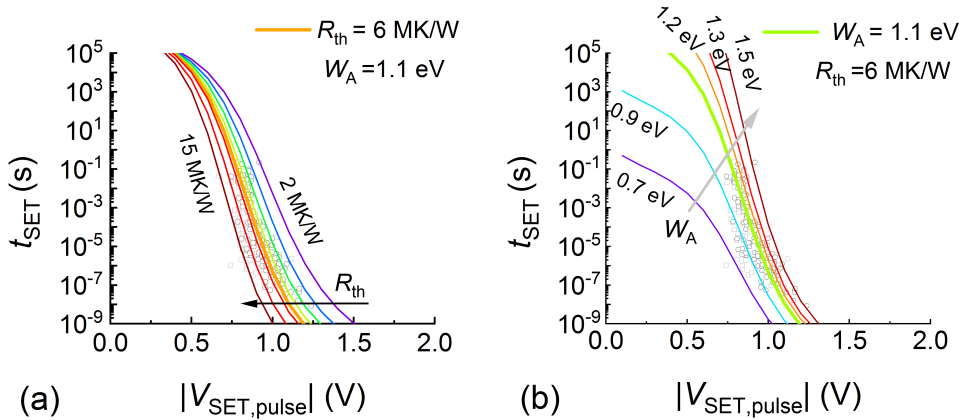 R_th = 6 MK/W
W_A =1.1 eV
15 MK/W
2 MK/W
R_th
10^5
10^3
10^1
10^-1
10^-3
10^-5
10^-7
10^-9
t_SET (s)
0.0 0.5 1.0 1.5 2.0
|V_SET,pulse| (V)
(a)
1.2 eV
1.3 eV
1.5 eV
W_A = 1.1 eV
R_th=6 MK/W
0.9 eV
0.7 eV
W_A
10^5
10^3
10^1
10^-1
10^-3
10^-5
10^-7
10^-9
t_SET (s)
0.0 0.5 1.0 1.5 2.0
|V_SET,pulse| (V)
(b)